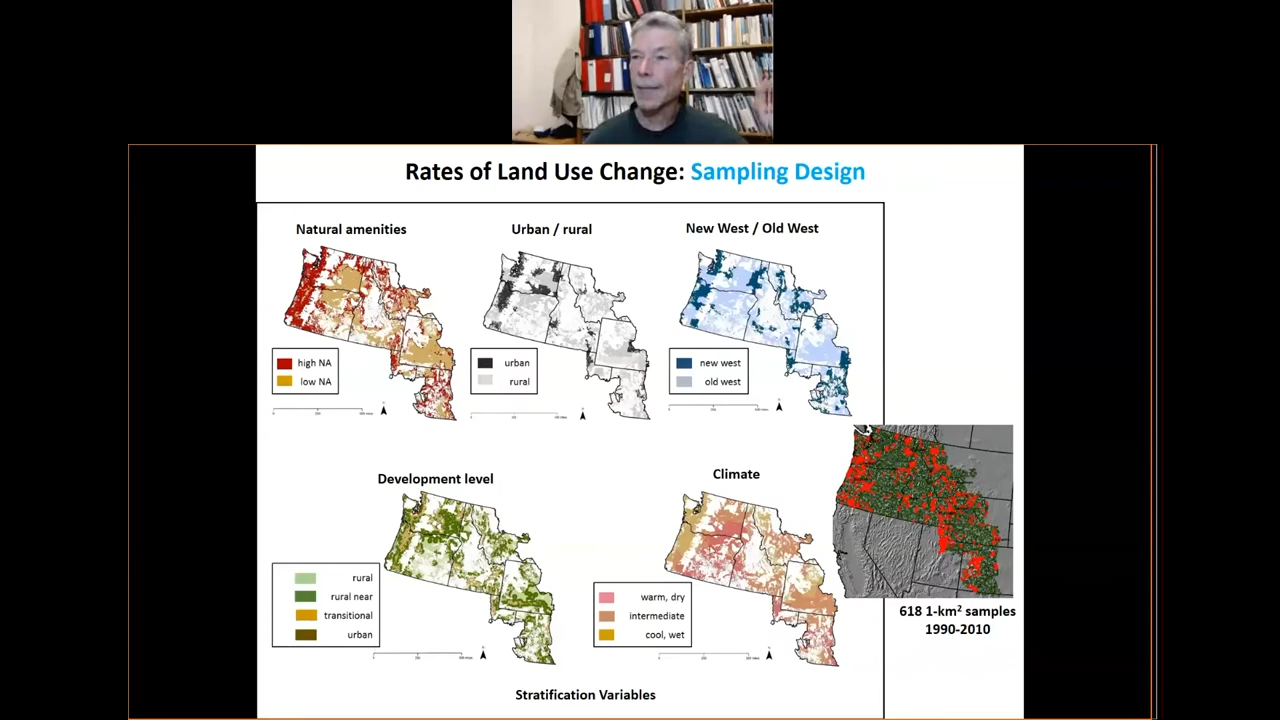 Rates of Land Use Change: Sampling Design
Natural amenities
Urban / rural
New West / Old West
high NA
low NA
urban
rural
new west
old west
Development level
Climate
rural
rural near
transitional
urban
warm, dry
intermediate
cool, wet
618 1-km² samples
1990-2010
Stratification Variables